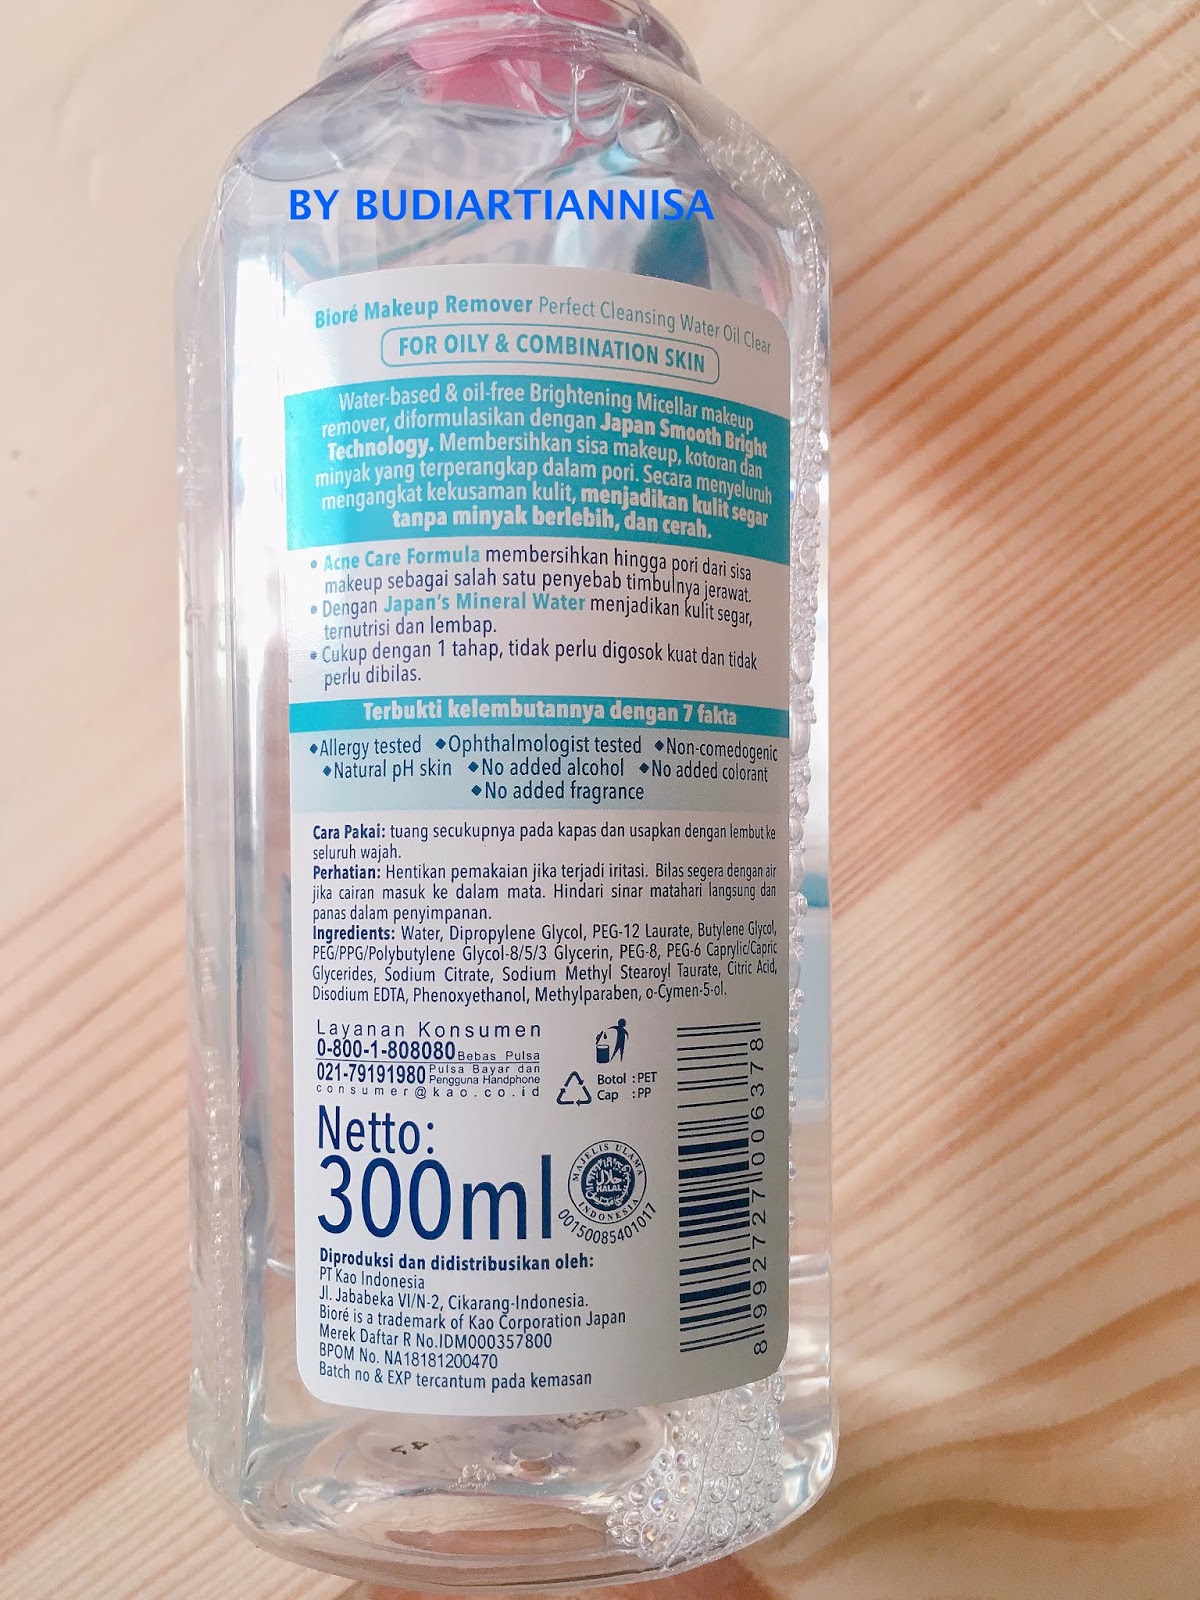 BY BUDIARTIANNISA
Bioré Makeup Remover Perfect Cleansing Water Oil Clear
FOR OILY & COMBINATION SKIN
Water-based & oil-free Brightening Micellar makeup
remover, diformulasikan dengan Japan Smooth Bright
Technology. Membersihkan sisa makeup, kotoran dan
minyak yang terperangkap dalam pori. Secara menyeluruh
mengangkat kekusaman kulit, menjadikan kulit segar
tanpa minyak berlebih, dan cerah.
• Acne Care Formula membersihkan hingga pori dari sisa
makeup sebagai salah satu penyebab timbulnya jerawat.
• Dengan Japan's Mineral Water menjadikan kulit segar,
ternutrisi dan lembap.
• Cukup dengan 1 tahap, tidak perlu digosok kuat dan tidak
perlu dibilas.
Terbukti kelembutannya dengan 7 fakta
◆Allergy tested ◆Ophthalmologist tested ◆Non-comedogenic
◆Natural pH skin ◆No added alcohol ◆No added colorant
◆No added fragrance
Cara Pakai: tuang secukupnya pada kapas dan usapkan dengan lembut ke
seluruh wajah.
Perhatian: Hentikan pemakaian jika terjadi iritasi. Bilas segera dengan air
jika cairan masuk ke dalam mata. Hindari sinar matahari langsung dan
panas dalam penyimpanan.
Ingredients: Water, Dipropylene Glycol, PEG-12 Laurate, Butylene Glycol,
PEG/PPG/Polybutylene Glycol-8/5/3 Glycerin, PEG-8, PEG-6 Caprylic/Capric
Glycerides, Sodium Citrate, Sodium Methyl Stearoyl Taurate, Citric Acid,
Disodium EDTA, Phenoxyethanol, Methylparaben, o-Cymen-5-ol.
Layanan Konsumen
0-800-1-808080 Bebas Pulsa
021-79191980 Pulsa Bayar dan
Pengguna Handphone
consumer@kao.co.id
Botol : PET
Cap : PP
Netto:
300ml
MAJELIS ULAMA
حلال
HALAL
INDONESIA
00150085401017
8992727006378
Diproduksi dan didistribusikan oleh:
PT Kao Indonesia
Jl. Jababeka VI/N-2, Cikarang-Indonesia.
Bioré is a trademark of Kao Corporation Japan
Merek Daftar R No.IDM000357800
BPOM No. NA18181200470
Batch no & EXP tercantum pada kemasan